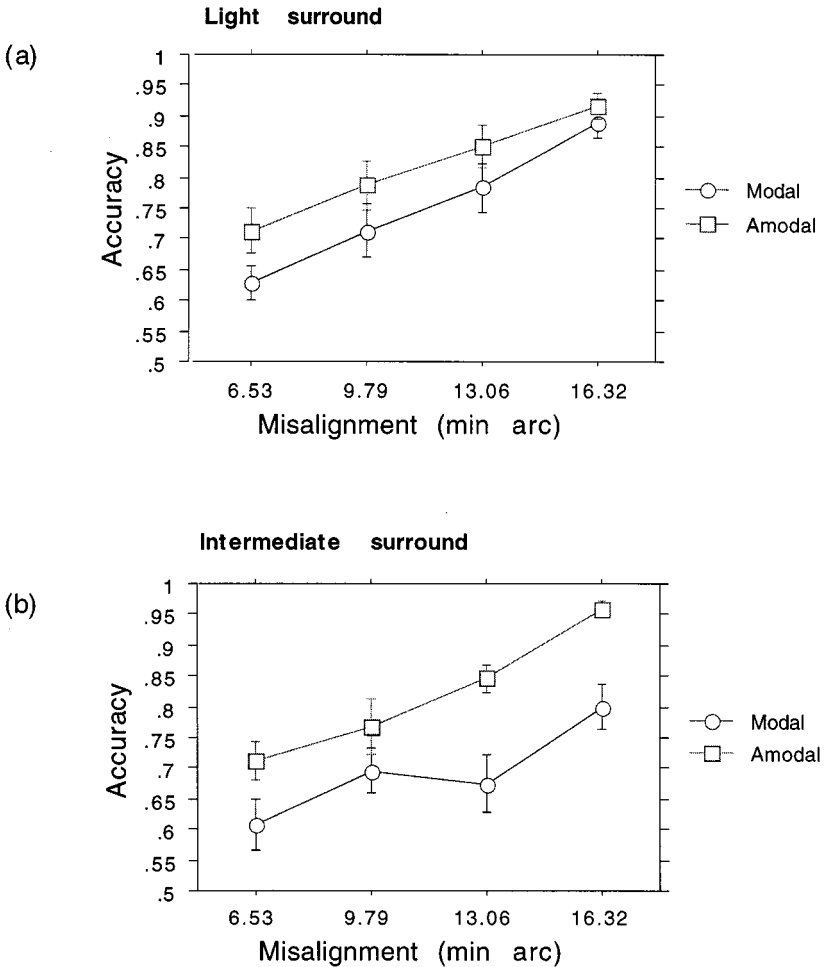 Light surround
(a)
1
.95
.9
.85
.8
.75
.7
.65
.6
.55
.5
Accuracy
6.53 9.79 13.06 16.32
Misalignment (min arc)
Modal
Amodal
Intermediate surround
(b)
1
.95
.9
.85
.8
.75
.7
.65
.6
.55
.5
Accuracy
6.53 9.79 13.06 16.32
Misalignment (min arc)
Modal
Amodal